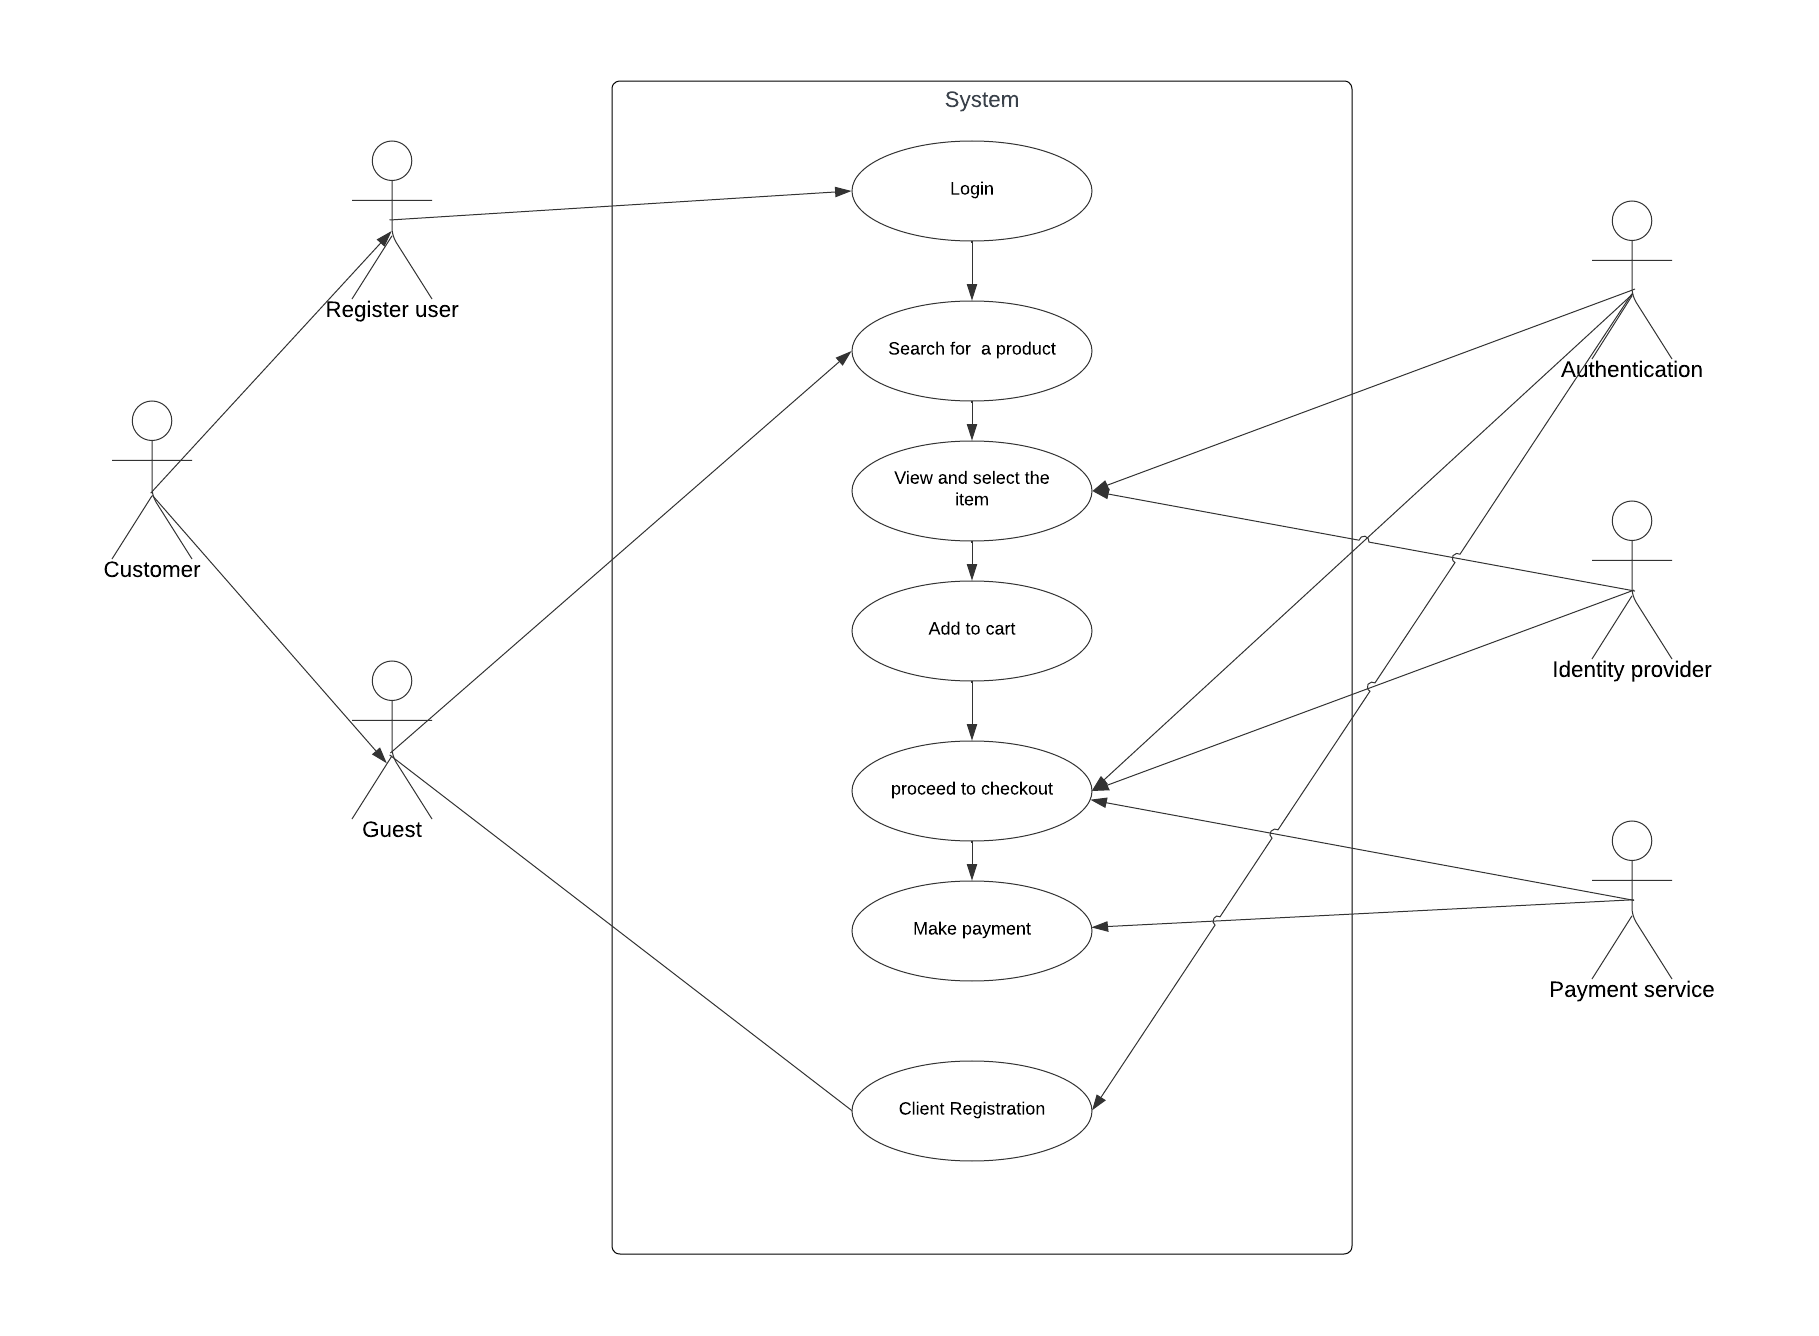 System
Login
Register user
Search for  a product
Authentication
View and select the
item
Customer
Add to cart
Identity provider
proceed to checkout
Guest
Make payment
Payment service
Client Registration